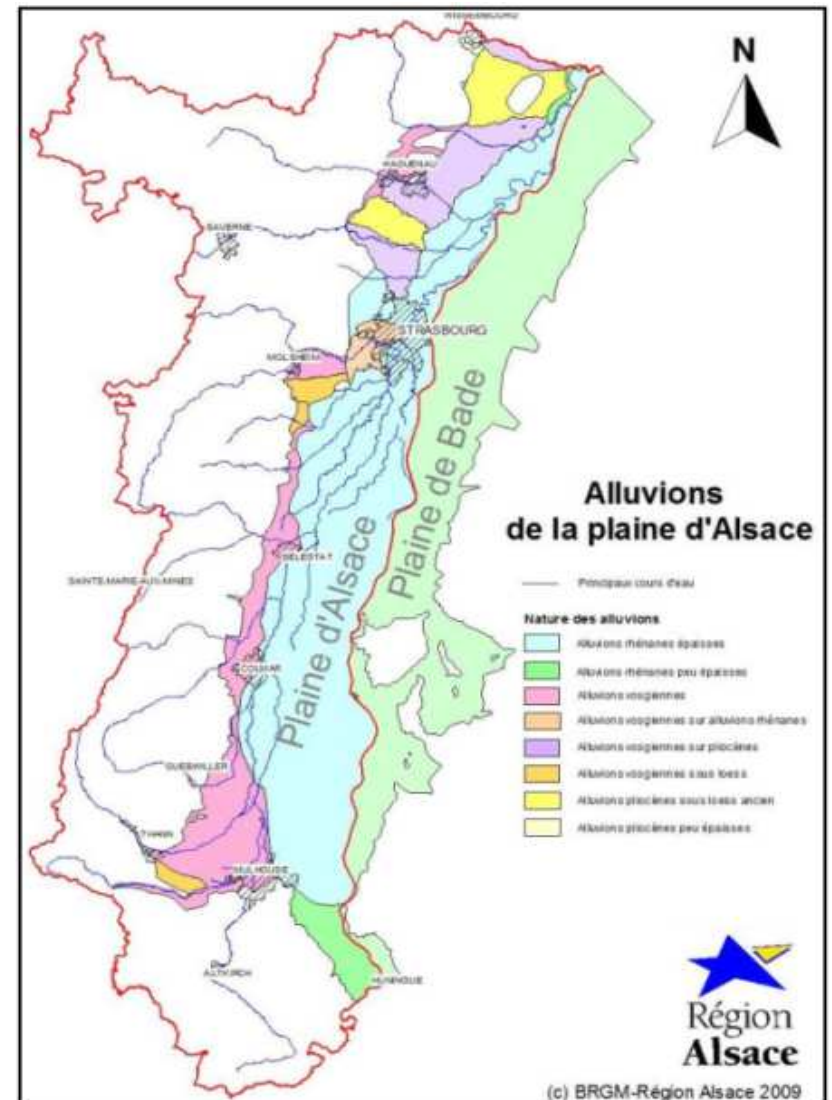 WISSEMBOURG
N
HAGUENAU
SAVERNE
STRASBOURG
MOLSHEIM
Plaine de Bade
Alluvions
de la plaine d'Alsace
Plaine d'Alsace
SELESTAT
SAINTE-MARIE-AUX-MINES
Principaux cours d'eau
Nature des alluvions
Alluvions rhénanes épaisses
Alluvions rhénanes peu épaisses
Alluvions vosgiennes
Alluvions vosgiennes sur alluvions rhénanes
Alluvions vosgiennes sur pliocènes
Alluvions vosgiennes sous loess
Alluvions pliocènes sous loess ancien
Alluvions pliocènes peu épaisses
COLMAR
GUEBWILLER
THANN
MULHOUSE
ALTKIRCH
HUNINGUE
Région
Alsace
(c) BRGM-Région Alsace 2009